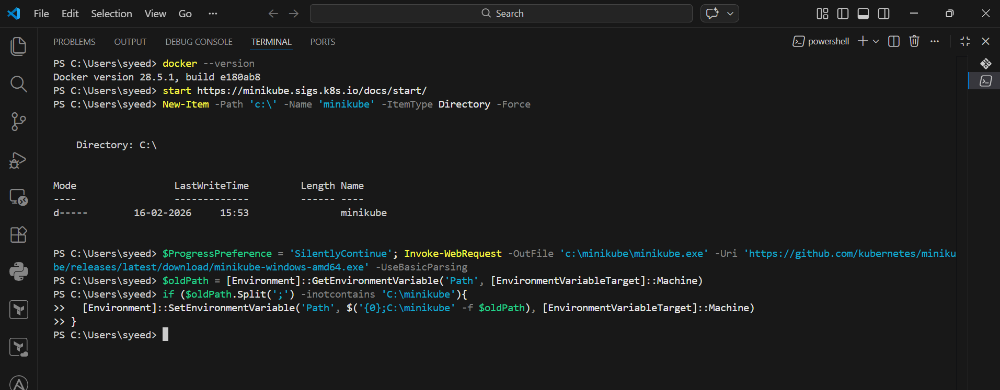 File Edit Selection View Go ··· Search
PROBLEMS OUTPUT DEBUG CONSOLE TERMINAL PORTS powershell
PS C:\Users\syeed> docker --version
Docker version 28.5.1, build e180ab8
PS C:\Users\syeed> start https://minikube.sigs.k8s.io/docs/start/
PS C:\Users\syeed> New-Item -Path 'c:\' -Name 'minikube' -ItemType Directory -Force
Directory: C:\
Mode LastWriteTime Length Name
---- ------------- ------ ----
d----- 16-02-2026 15:53 minikube
PS C:\Users\syeed> $ProgressPreference = 'SilentlyContinue'; Invoke-WebRequest -OutFile 'c:\minikube\minikube.exe' -Uri 'https://github.com/kubernetes/miniku
be/releases/latest/download/minikube-windows-amd64.exe' -UseBasicParsing
PS C:\Users\syeed> $oldPath = [Environment]::GetEnvironmentVariable('Path', [EnvironmentVariableTarget]::Machine)
PS C:\Users\syeed> if ($oldPath.Split(';') -inotcontains 'C:\minikube'){
>>   [Environment]::SetEnvironmentVariable('Path', $('{0};C:\minikube' -f $oldPath), [EnvironmentVariableTarget]::Machine)
>> }
PS C:\Users\syeed>